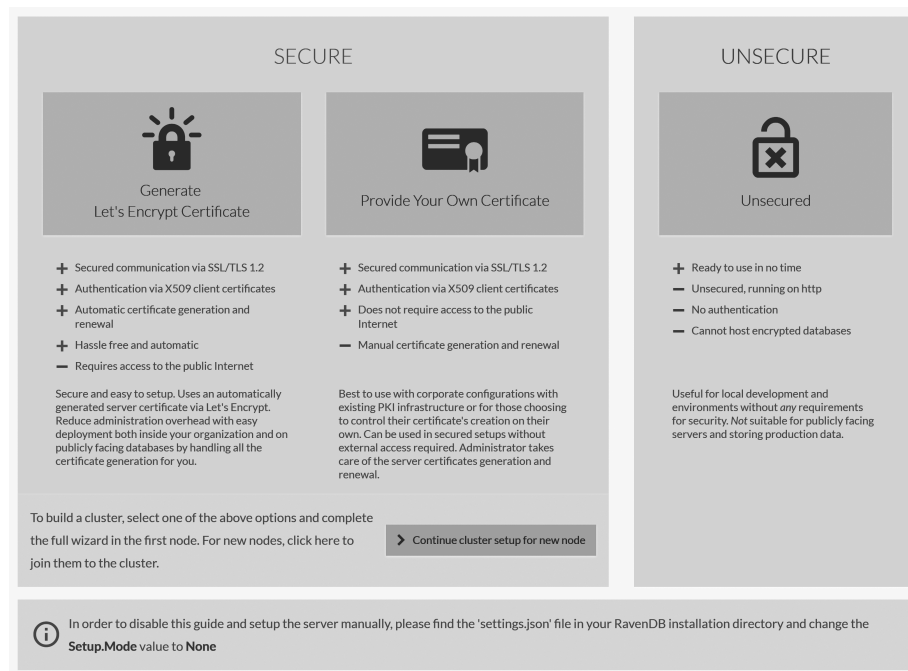 SECURE
Generate
Let's Encrypt Certificate
Secured communication via SSL/TLS 1.2
Authentication via X509 client certificates
Automatic certificate generation and
renewal
Hassle free and automatic
Requires access to the public Internet
Secure and easy to setup. Uses an automatically
generated server certificate via Let's Encrypt.
Reduce administration overhead with easy
deployment both inside your organization and on
publicly facing databases by handling all the
certificate generation for you.
Provide Your Own Certificate
Secured communication via SSL/TLS 1.2
Authentication via X509 client certificates
Does not require access to the public
Internet
Manual certificate generation and renewal
Best to use with corporate configurations with
existing PKI infrastructure or for those choosing
to control their certificate's creation on their
own. Can be used in secured setups without
external access required. Administrator takes
care of the server certificates generation and
renewal.
To build a cluster, select one of the above options and complete
the full wizard in the first node. For new nodes, click here to
join them to the cluster.
Continue cluster setup for new node
UNSECURE
Unsecured
Ready to use in no time
Unsecured, running on http
No authentication
Cannot host encrypted databases
Useful for local development and
environments without any requirements
for security. Not suitable for publicly facing
servers and storing production data.
In order to disable this guide and setup the server manually, please find the 'settings.json' file in your RavenDB installation directory and change the
Setup.Mode value to None